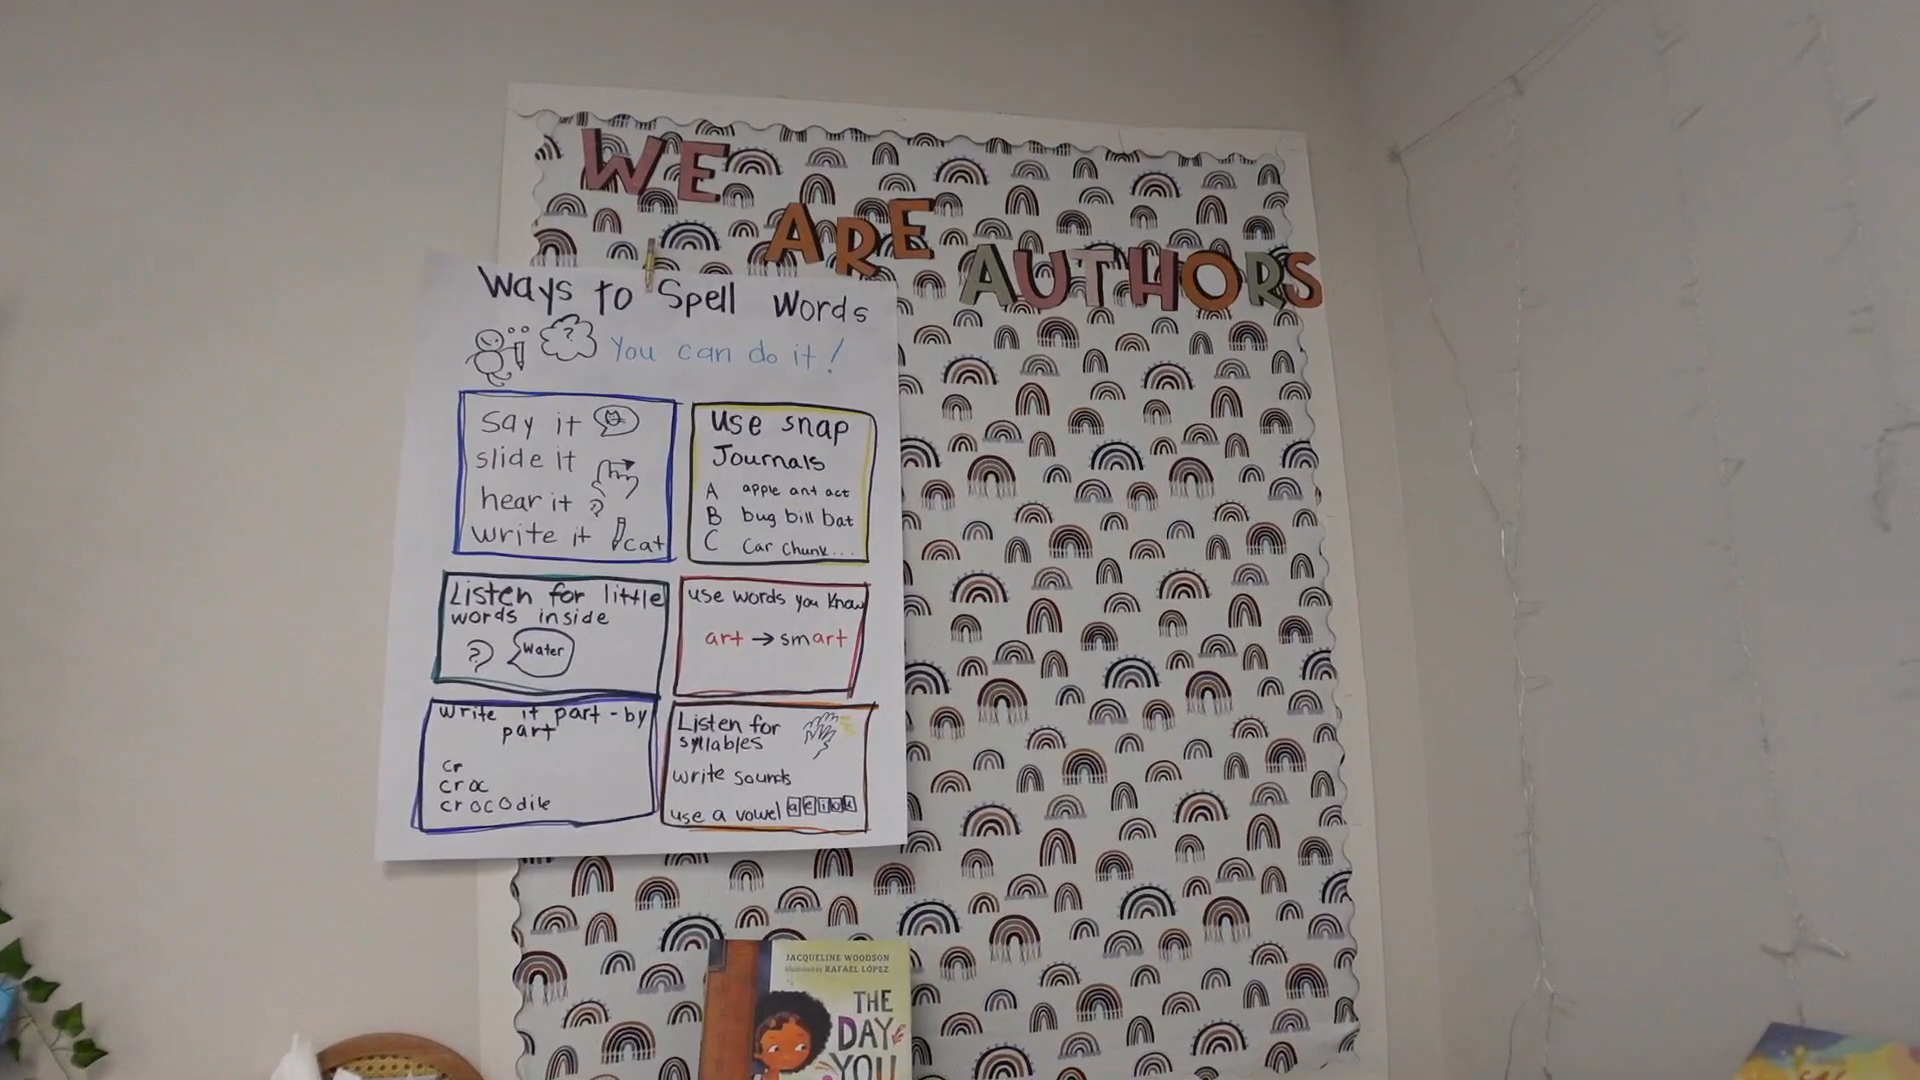 WE ARE AUTHORS
Ways to Spell Words
?
You can do it!
Say it
slide it
hear it
write it cat
Use snap
Journals
A apple ant act
B bug bill bat
C Car Chunk...
Listen for little
words inside
Water
use words you know
art → smart
write it part-by
part
cr
croc
crocodile
Listen for
syllables
write sounds
use a vowel a e i o u
JACQUELINE WOODSON
illustrated by RAFAEL LÓPEZ
THE
DAY
YOU